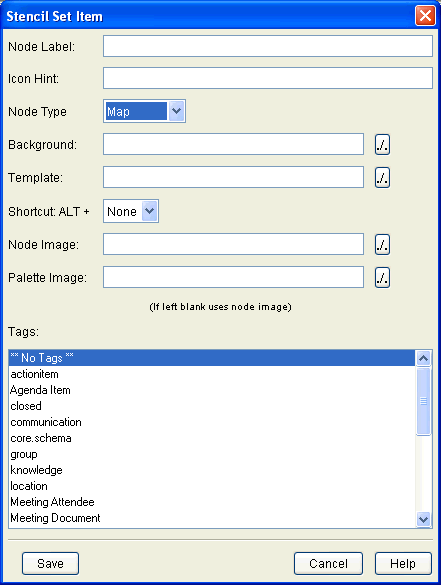 Stencil Set Item
Node Label:
Icon Hint:
Node Type Map
Background: ./.
Template: ./.
Shortcut: ALT + None
Node Image: ./.
Palette Image: ./.
(If left blank uses node image)
Tags:
** No Tags **
actionitem
Agenda Item
closed
communication
core.schema
group
knowledge
location
Meeting Attendee
Meeting Document
Save Cancel Help